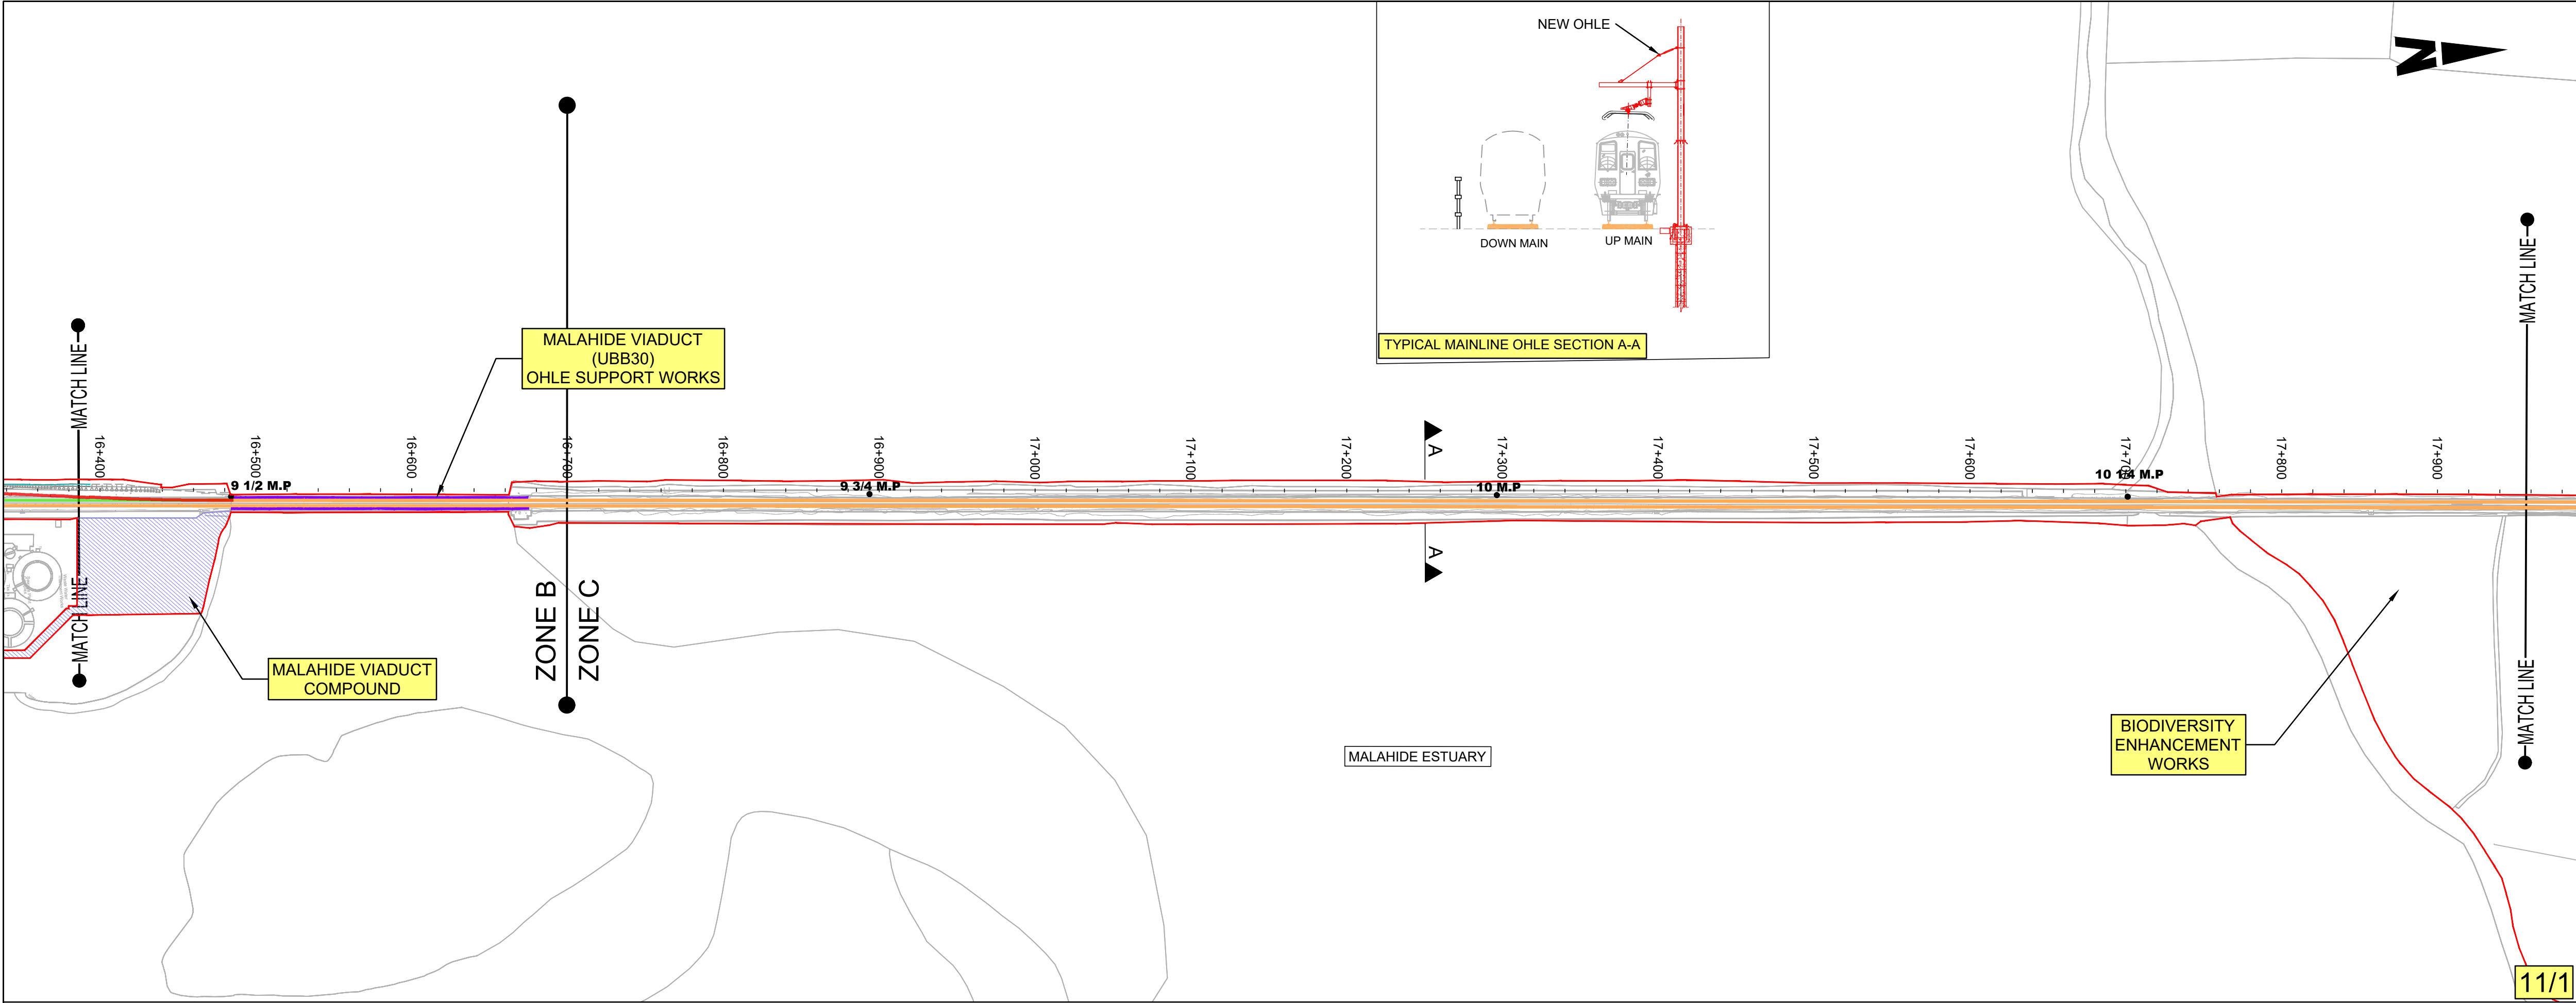 NEW OHLE
DOWN MAIN
UP MAIN
TYPICAL MAINLINE OHLE SECTION A-A
N
MATCH LINE
MATCH LINE
MALAHIDE VIADUCT
(UBB30)
OHLE SUPPORT WORKS
16+400
16+500
16+600
16+700
16+800
16+900
17+000
17+100
17+200
17+300
17+400
17+500
17+600
17+700
17+800
17+900
A
9 1/2 M.P
9 3/4 M.P
10 M.P
10 1/4 M.P
A
MATCH LINE
MATCH LINE
ZONE B
ZONE C
MALAHIDE VIADUCT
COMPOUND
MALAHIDE ESTUARY
BIODIVERSITY
ENHANCEMENT
WORKS
11/1